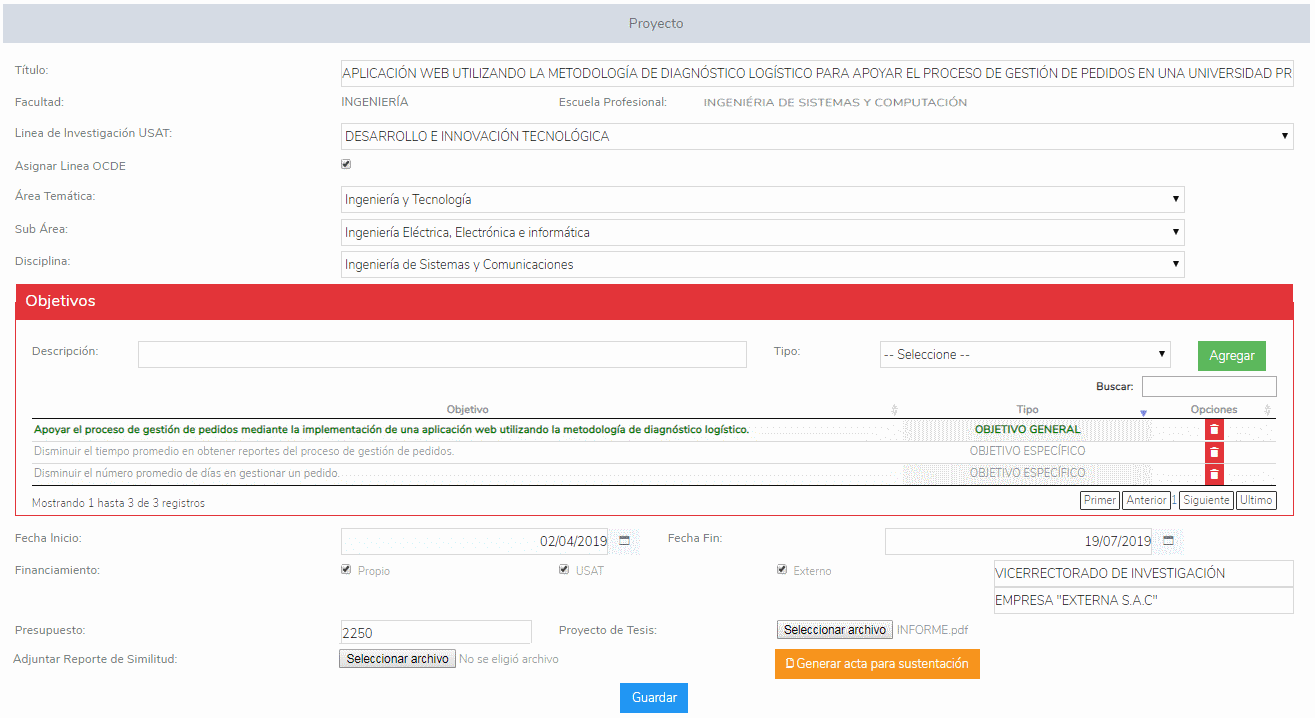 Proyecto
Título: APLICACIÓN WEB UTILIZANDO LA METODOLOGÍA DE DIAGNÓSTICO LOGÍSTICO PARA APOYAR EL PROCESO DE GESTIÓN DE PEDIDOS EN UNA UNIVERSIDAD PR
Facultad: INGENIERÍA Escuela Profesional: INGENIÉRIA DE SISTEMAS Y COMPUTACIÓN
Linea de Investigación USAT: DESARROLLO E INNOVACIÓN TECNOLÓGICA
Asignar Linea OCDE
Área Temática: Ingeniería y Tecnología
Sub Área: Ingeniería Eléctrica, Electrónica e informática
Disciplina: Ingeniería de Sistemas y Comunicaciones
Objetivos
Descripción: Tipo: -- Seleccione -- Agregar
Buscar:
Objetivo Tipo Opciones
Apoyar el proceso de gestión de pedidos mediante la implementación de una aplicación web utilizando la metodología de diagnóstico logístico. OBJETIVO GENERAL
Disminuir el tiempo promedio en obtener reportes del proceso de gestión de pedidos. OBJETIVO ESPECÍFICO
Disminuir el número promedio de días en gestionar un pedido. OBJETIVO ESPECÍFICO
Mostrando 1 hasta 3 de 3 registros Primer Anterior 1 Siguiente Ultimo
Fecha Inicio: 02/04/2019 Fecha Fin: 19/07/2019
Financiamiento: Propio USAT Externo VICERRECTORADO DE INVESTIGACIÓN
EMPRESA "EXTERNA S.A.C"
Presupuesto: 2250 Proyecto de Tesis: Seleccionar archivo INFORME.pdf
Adjuntar Reporte de Similitud: Seleccionar archivo No se eligió archivo Generar acta para sustentación
Guardar